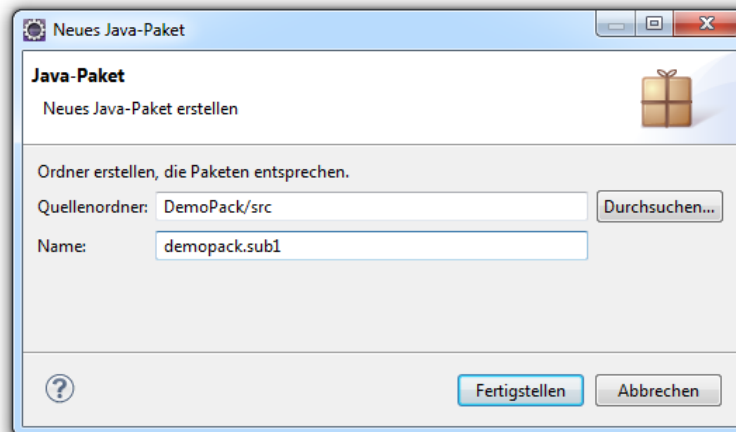 Neues Java-Paket
Java-Paket
Neues Java-Paket erstellen
Ordner erstellen, die Paketen entsprechen.
Quellenordner: DemoPack/src Durchsuchen...
Name: demopack.sub1
? Fertigstellen Abbrechen